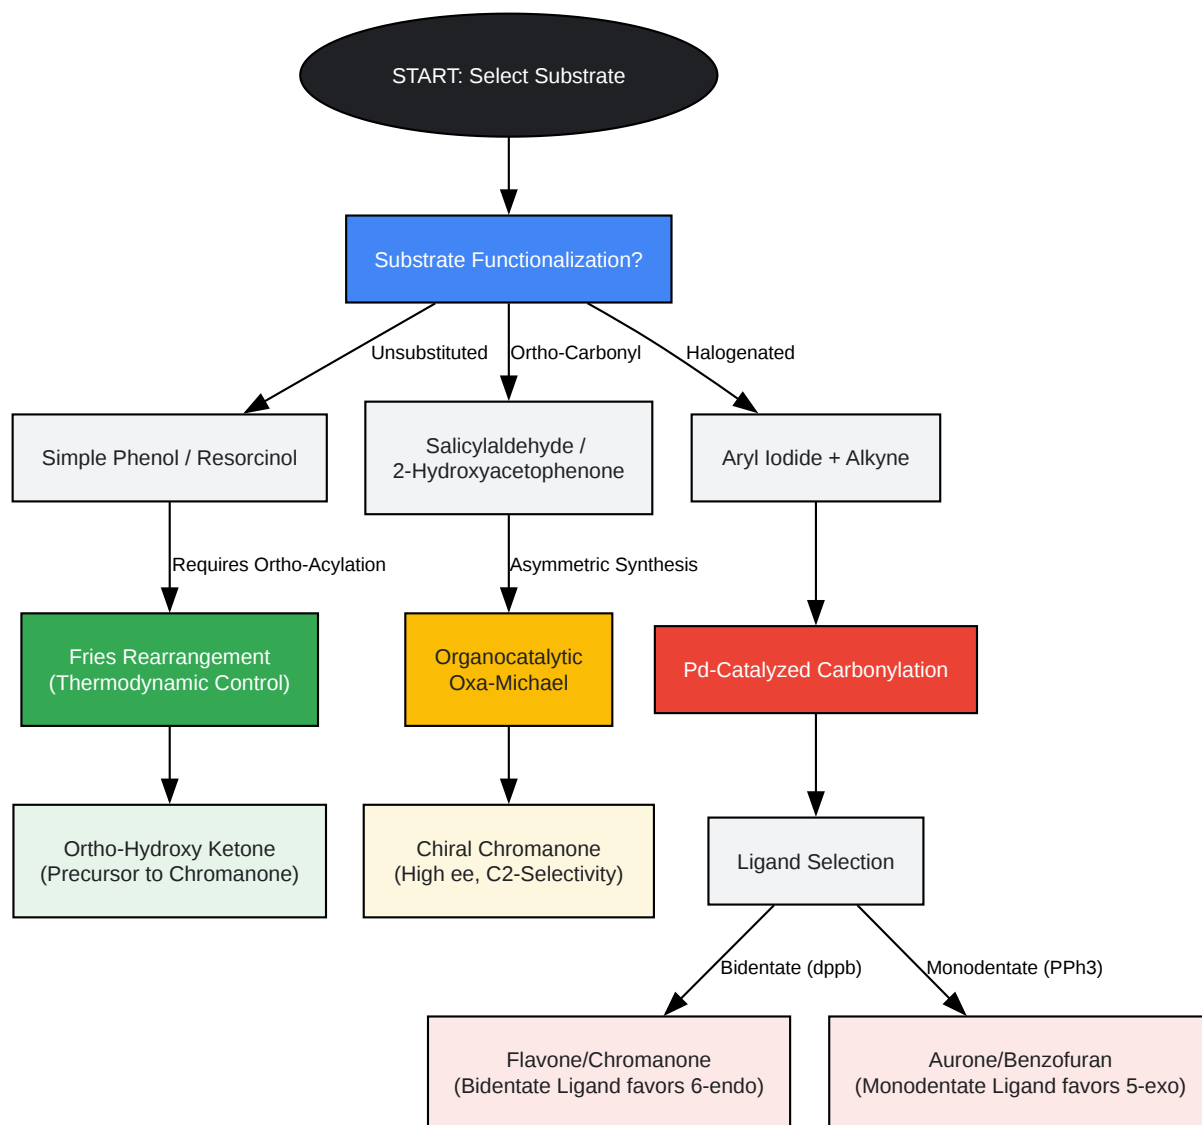 START: Select Substrate
Substrate Functionalization?
Unsubstituted
Ortho-Carbonyl
Halogenated
Simple Phenol / Resorcinol
Salicylaldehyde /
2-Hydroxyacetophenone
Aryl Iodide + Alkyne
Requires Ortho-Acylation
Asymmetric Synthesis
Fries Rearrangement
(Thermodynamic Control)
Organocatalytic
Oxa-Michael
Pd-Catalyzed Carbonylation
Ortho-Hydroxy Ketone
(Precursor to Chromanone)
Chiral Chromanone
(High ee, C2-Selectivity)
Ligand Selection
Bidentate (dppb)
Monodentate (PPh3)
Flavone/Chromanone
(Bidentate Ligand favors 6-endo)
Aurone/Benzofuran
(Monodentate Ligand favors 5-exo)